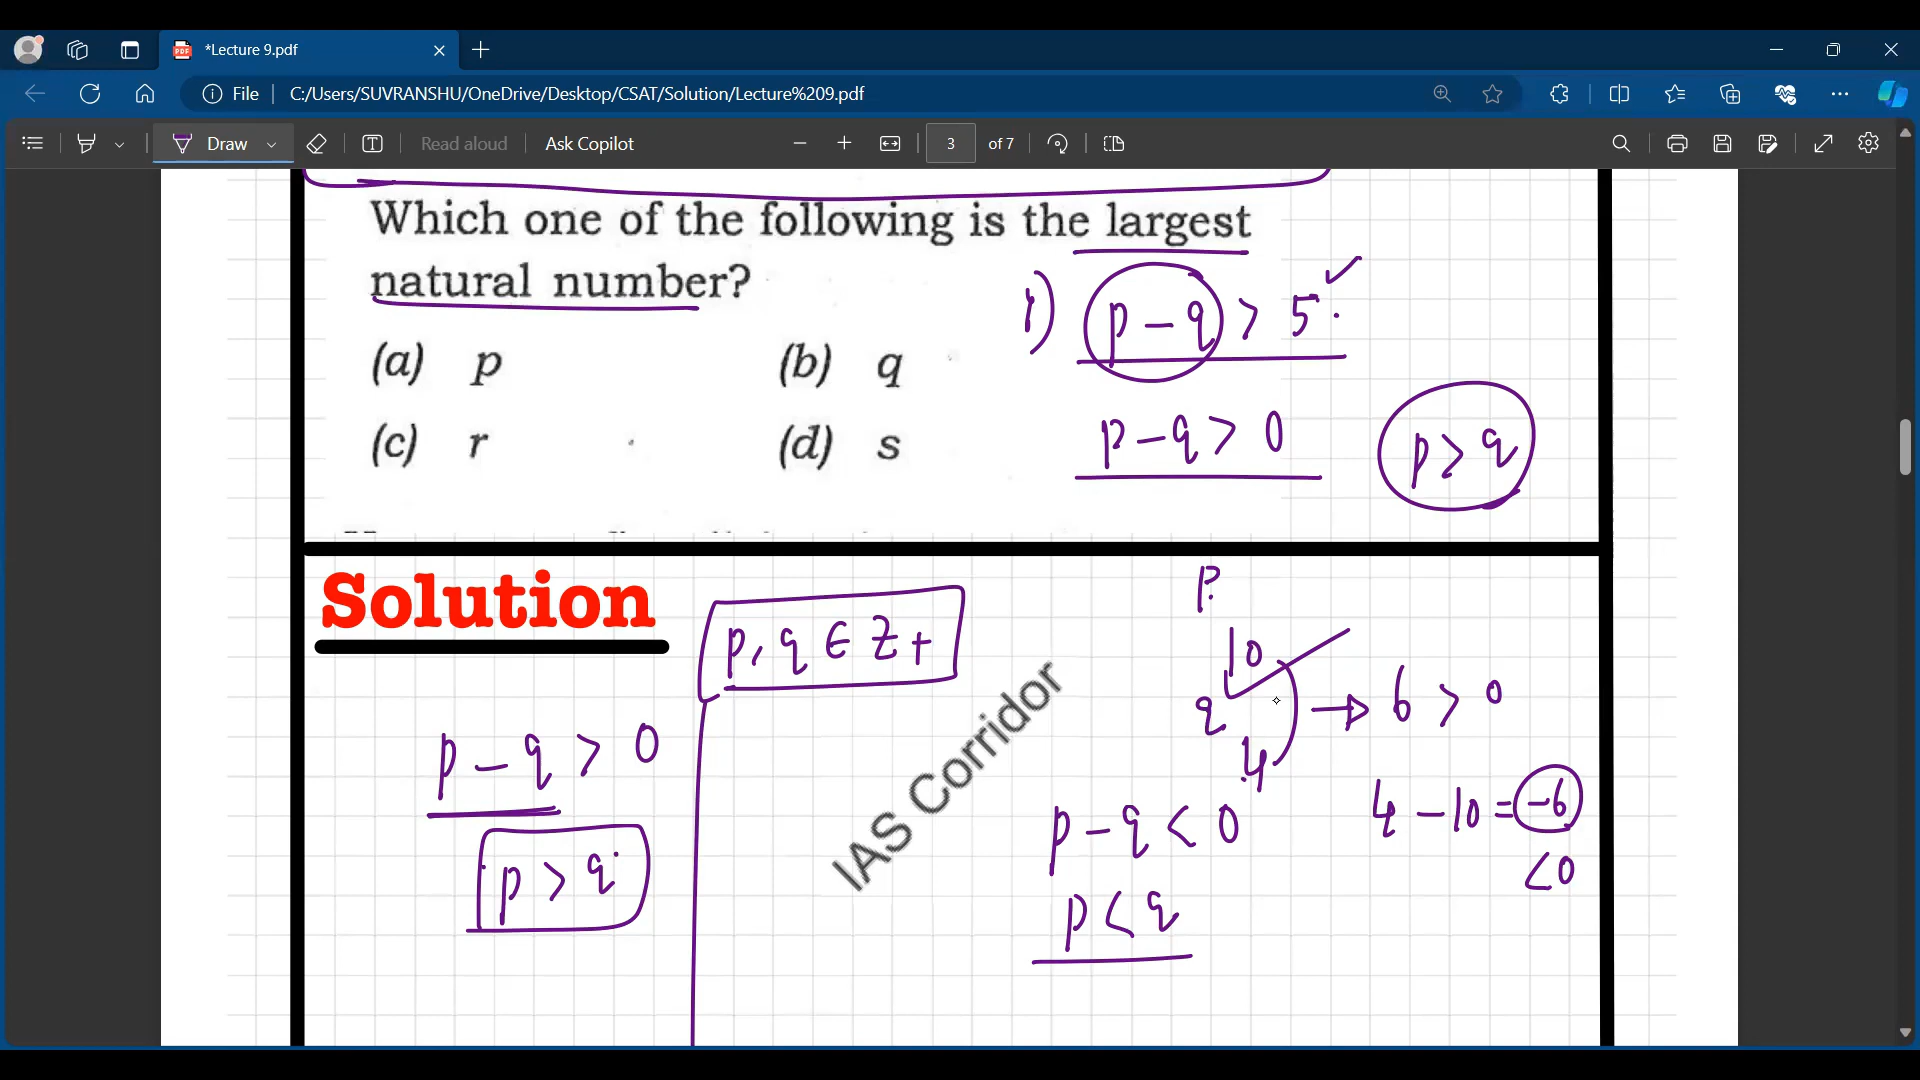 *Lecture 9.pdf
File
C:/Users/SUVRANSHU/OneDrive/Desktop/CSAT/Solution/Lecture%209.pdf
Draw
Read aloud
Ask Copilot
3 of 7
Which one of the following is the largest
natural number?
(a) p
(b) q
(c) r
(d) s
1) p - q > 5
p - q > 0
p > q
Solution
p, q ∈ Z+
p - q > 0
p > q
P
10
q
4
6 > 0
p - q < 0
p < q
4 - 10 = -6
< 0
IAS Corridor